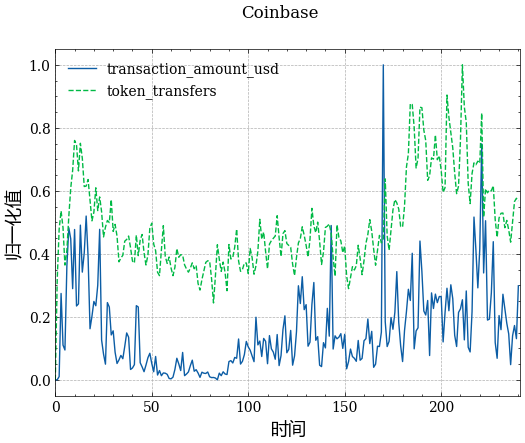 Coinbase
transaction_amount_usd
token_transfers
1.0
0.8
0.6
0.4
0.2
0.0
归一化值
0
50
100
150
200
时间